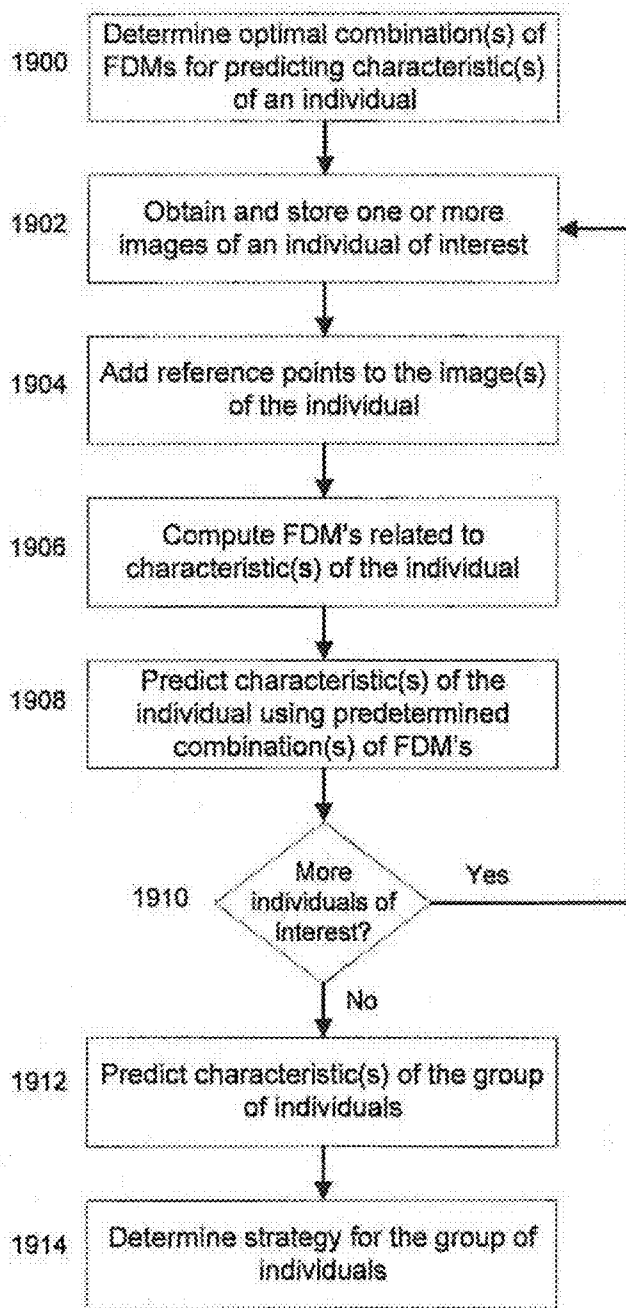 1900
Determine optimal combination(s) of
FDMs for predicting characteristic(s)
of an individual
1902
Obtain and store one or more
images of an individual of interest
1904
Add reference points to the image(s)
of the individual
1906
Compute FDM's related to
characteristic(s) of the individual
1908
Predict characteristic(s) of the
individual using predetermined
combination(s) of FDM's
1910
More
individuals of
interest?
Yes
No
1912
Predict characteristic(s) of the group
of individuals
1914
Determine strategy for the group of
individuals